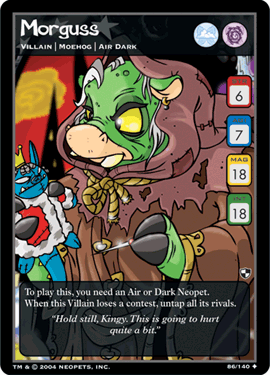 Morguss
VILLAIN | MOEHOG | AIR DARK
6
7
MAG
18
INT
18
To play this, you need an Air or Dark Neopet.
When this Villain loses a contest, untap all its rivals.
"Hold still, Kingy. This is going to hurt
quite a bit."
TM & © 2004 NEOPETS, INC.
86/140 ◆